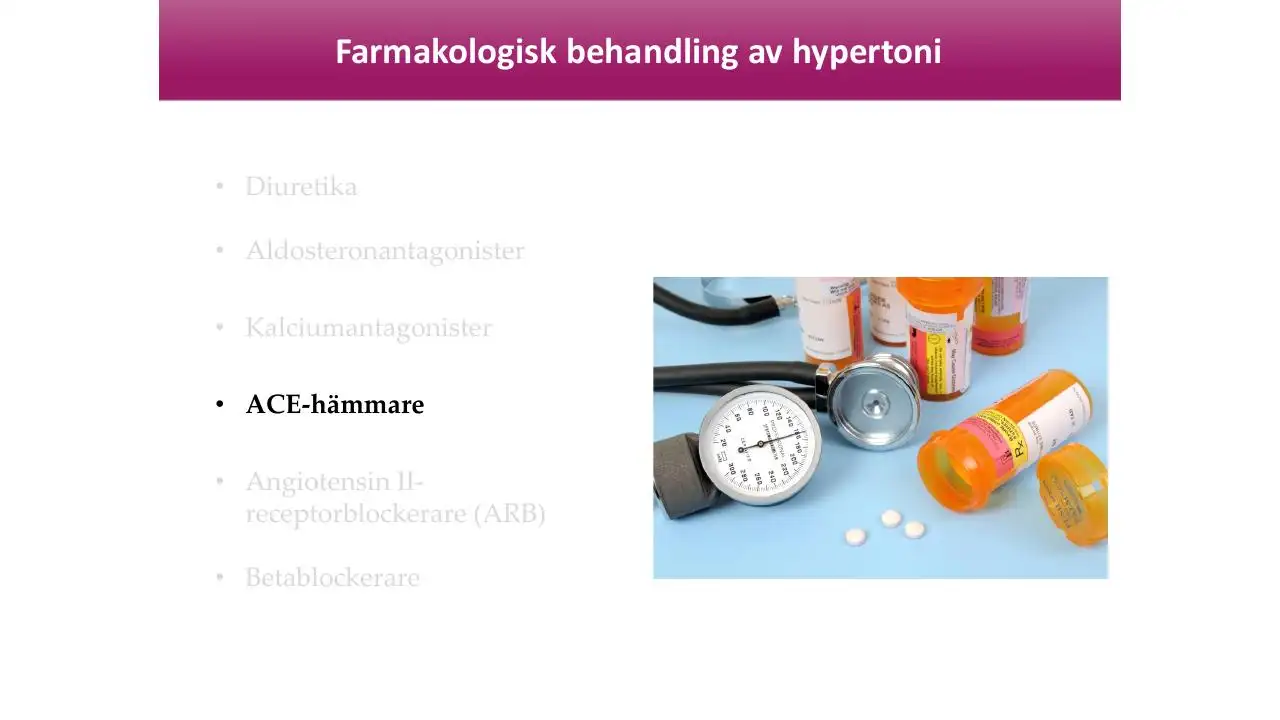 Farmakologisk behandling av hypertoni
• Diuretika
• Aldosteronantagonister
• Kalciumantagonister
• ACE-hämmare
• Angiotensin II-
receptorblockerare (ARB)
• Betablockerare